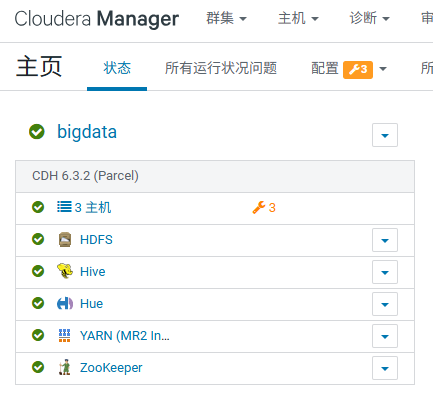 Cloudera Manager 群集 主机 诊断 审
主页 状态 所有运行状况问题 配置 3 所
bigdata
CDH 6.3.2 (Parcel)
3 主机 3
HDFS
Hive
Hue
YARN (MR2 In...
ZooKeeper